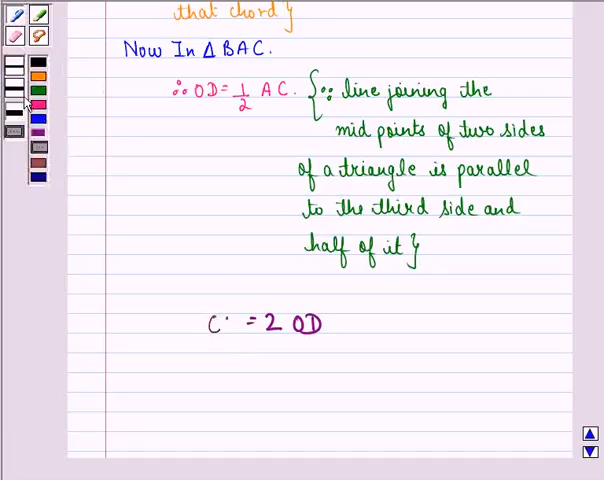 that chord }
Now In Δ BAC.
∴ OD = 1/2 AC. { ∵ line joining the
mid points of two sides
of a triangle is parallel
to the third side and
half of it }
C = 2 OD